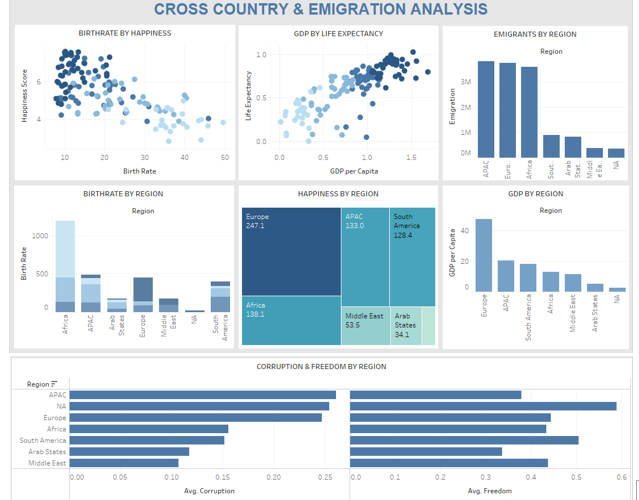 CROSS COUNTRY & EMIGRATION ANALYSIS
BIRTHRATE BY HAPPINESS
Happiness Score
6
4
10
20
30
40
50
Birth Rate
GDP BY LIFE EXPECTANCY
Life Expectancy
1.0
0.5
0.0
0.0
0.5
1.0
1.5
GDP per Capita
EMIGRANTS BY REGION
Region
Emigration
3M
2M
1M
0M
APAC
Euro..
Africa
Sout..
Arab
Stat.
Middl
e Ea..
NA
BIRTHRATE BY REGION
Region
Birth Rate
1000
500
0
Africa
APAC
Arab
States
Europe
Middle
East
NA
South
America
HAPPINESS BY REGION
Europe
247.1
APAC
133.0
South
America
128.4
Africa
138.1
Middle East
53.5
Arab
States
34.1
GDP BY REGION
Region
GDP per Capita
40
20
0
Europe
APAC
South America
Africa
Middle East
Arab States
NA
CORRUPTION & FREEDOM BY REGION
Region
APAC
NA
Europe
Africa
South America
Arab States
Middle East
0.00
0.05
0.10
0.15
0.20
0.25
Avg. Corruption
0.0
0.1
0.2
0.3
0.4
0.5
0.6
Avg. Freedom